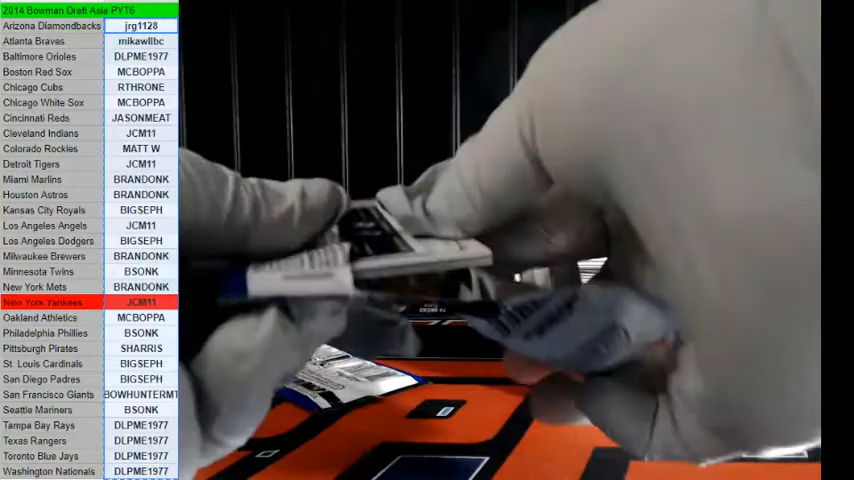 2014 Bowman Draft Asia PYT6
Arizona Diamondbacks jrg1128
Atlanta Braves mikawllbc
Baltimore Orioles DLPME1977
Boston Red Sox MCBOPPA
Chicago Cubs RTHRONE
Chicago White Sox MCBOPPA
Cincinnati Reds JASONMEAT
Cleveland Indians JCM11
Colorado Rockies MATT W
Detroit Tigers JCM11
Miami Marlins BRANDONK
Houston Astros BRANDONK
Kansas City Royals BIGSEPH
Los Angeles Angels JCM11
Los Angeles Dodgers BIGSEPH
Milwaukee Brewers BRANDONK
Minnesota Twins BSONK
New York Mets BRANDONK
New York Yankees JCM11
Oakland Athletics MCBOPPA
Philadelphia Phillies BSONK
Pittsburgh Pirates SHARRIS
St. Louis Cardinals BIGSEPH
San Diego Padres BIGSEPH
San Francisco Giants BOWHUNTERMT
Seattle Mariners BSONK
Tampa Bay Rays DLPME1977
Texas Rangers DLPME1977
Toronto Blue Jays DLPME1977
Washington Nationals DLPME1977